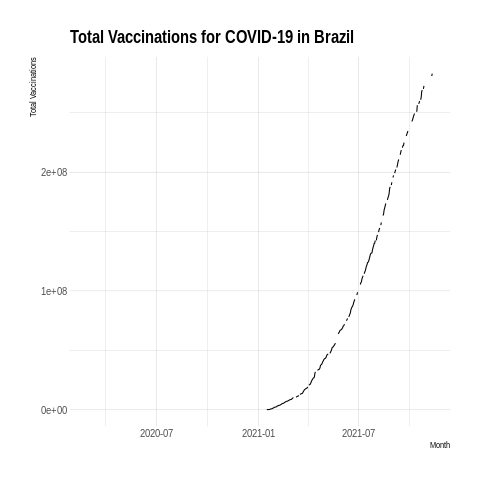 Total Vaccinations for COVID-19 in Brazil
Total Vaccinations
2e+08
1e+08
0e+00
2020-07
2021-01
2021-07
Month